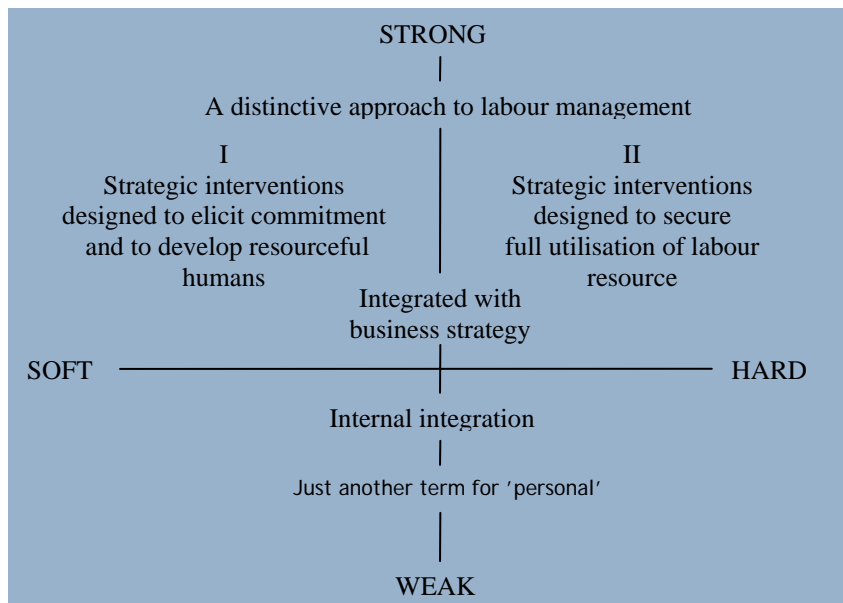 STRONG
A distinctive approach to labour management
I
Strategic interventions
designed to elicit commitment
and to develop resourceful
humans
II
Strategic interventions
designed to secure
full utilisation of labour
resource
Integrated with
business strategy
SOFT
HARD
Internal integration
Just another term for 'personal'
WEAK